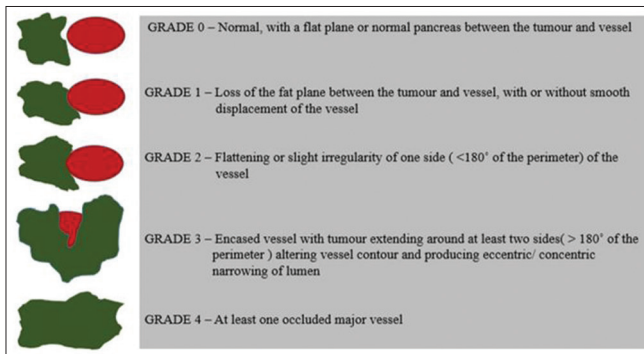 GRADE 0 – Normal, with a flat plane or normal pancreas between the tumour and vessel
GRADE 1 – Loss of the fat plane between the tumour and vessel, with or without smooth
displacement of the vessel
GRADE 2 – Flattening or slight irregularity of one side ( <180˚ of the perimeter) of the
vessel
GRADE 3 – Encased vessel with tumour extending around at least two sides( > 180˚ of the
perimeter ) altering vessel contour and producing eccentric/ concentric
narrowing of lumen
GRADE 4 – At least one occluded major vessel